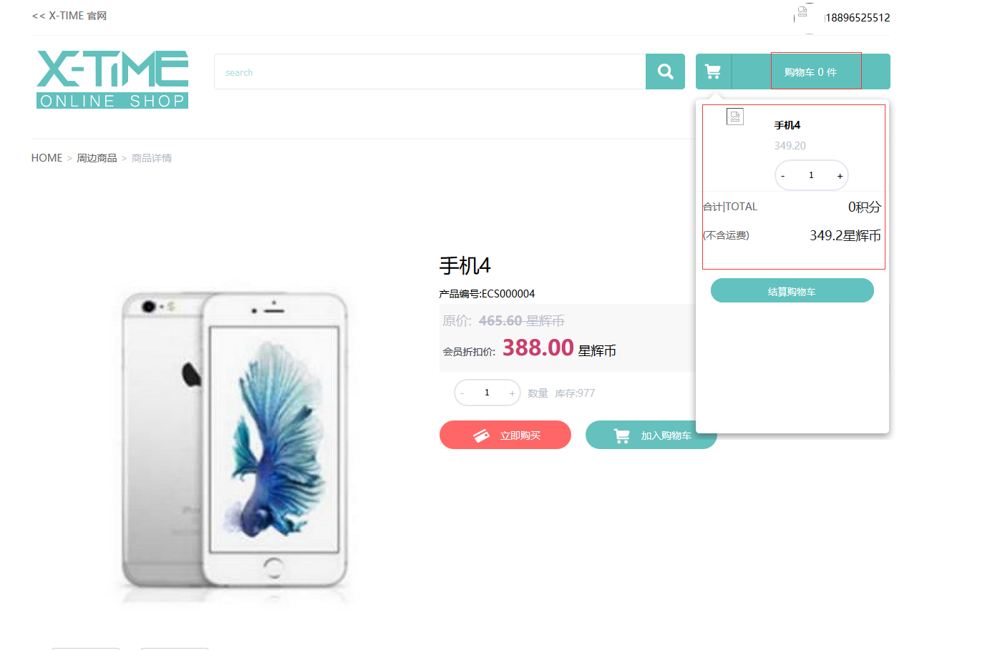 << X-TIME 官网
18896525512
X-TIME
ONLINE SHOP
search
购物车 0 件
手机4
349.20
- 1 +
合计|TOTAL 0积分
(不含运费) 349.2星辉币
结算购物车
HOME > 周边商品 > 商品详情
手机4
产品编号:ECS000004
原价: 465.60 星辉币
会员折扣价: 388.00 星辉币
- 1 + 数量 库存:977
立即购买
加入购物车